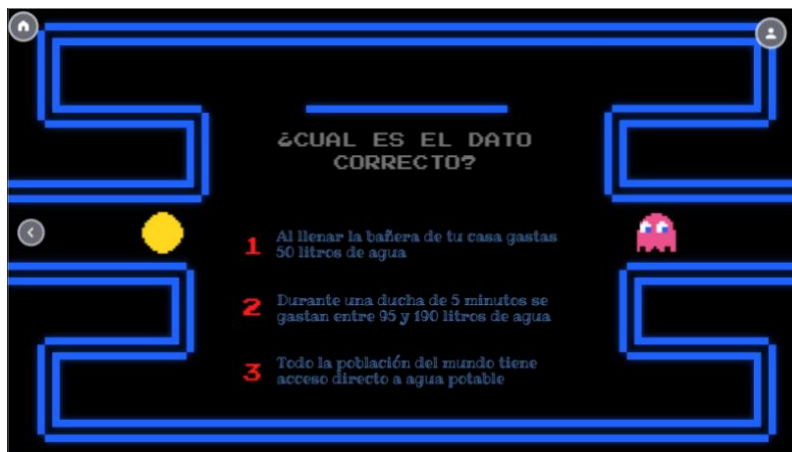 ¿CUAL ES EL DATO
CORRECTO?
1 Al llenar la bañera de tu casa gastas
50 litros de agua
2 Durante una ducha de 5 minutos se
gastan entre 95 y 190 litros de agua
3 Todo la población del mundo tiene
acceso directo a agua potable